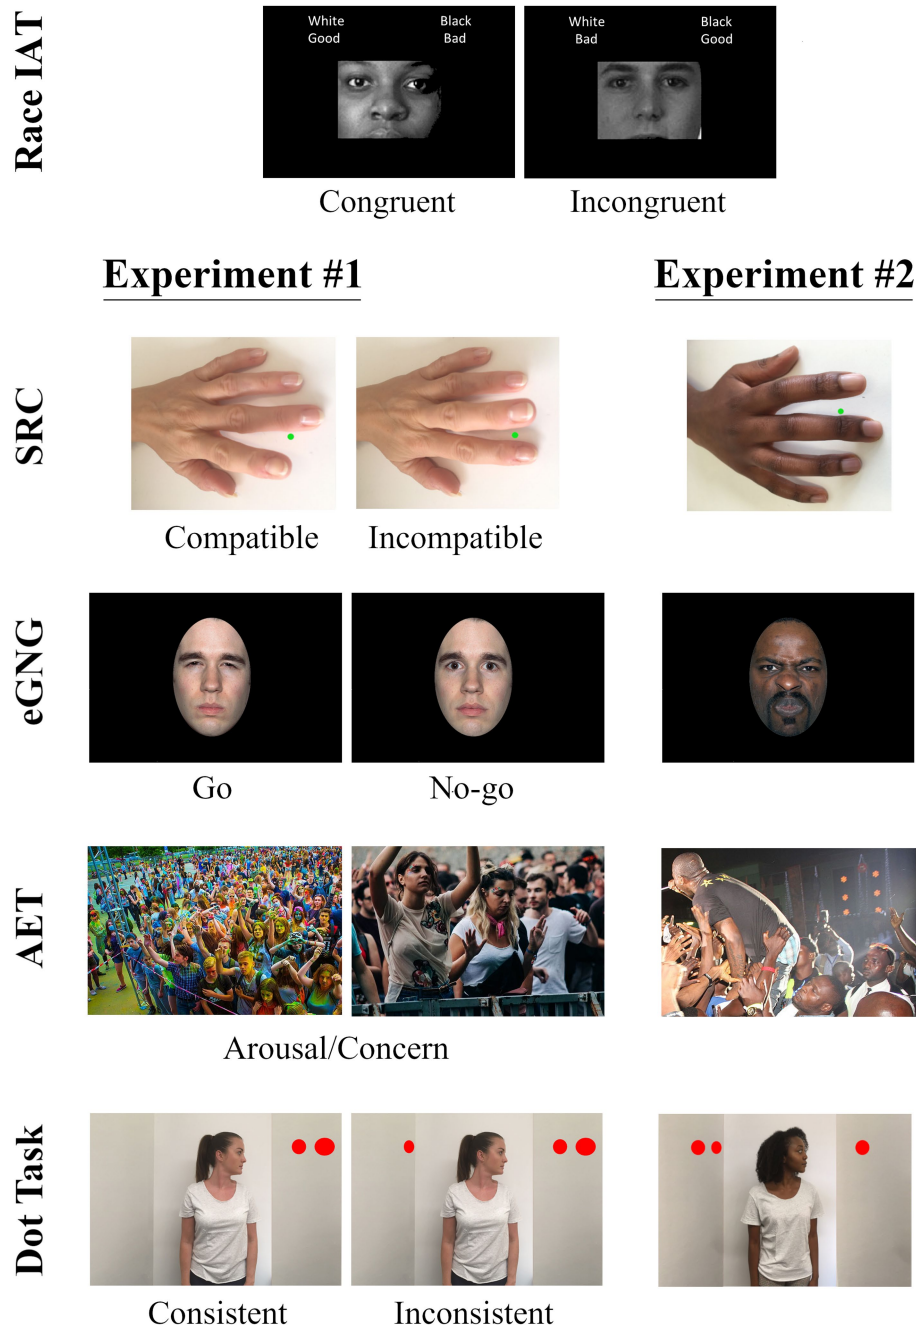 Race IAT
White
Good
Black
Bad
White
Bad
Black
Good
Congruent
Incongruent
Experiment #1
Experiment #2
SRC
Compatible
Incompatible
eGNG
Go
No-go
AET
Arousal/Concern
Dot Task
Consistent
Inconsistent